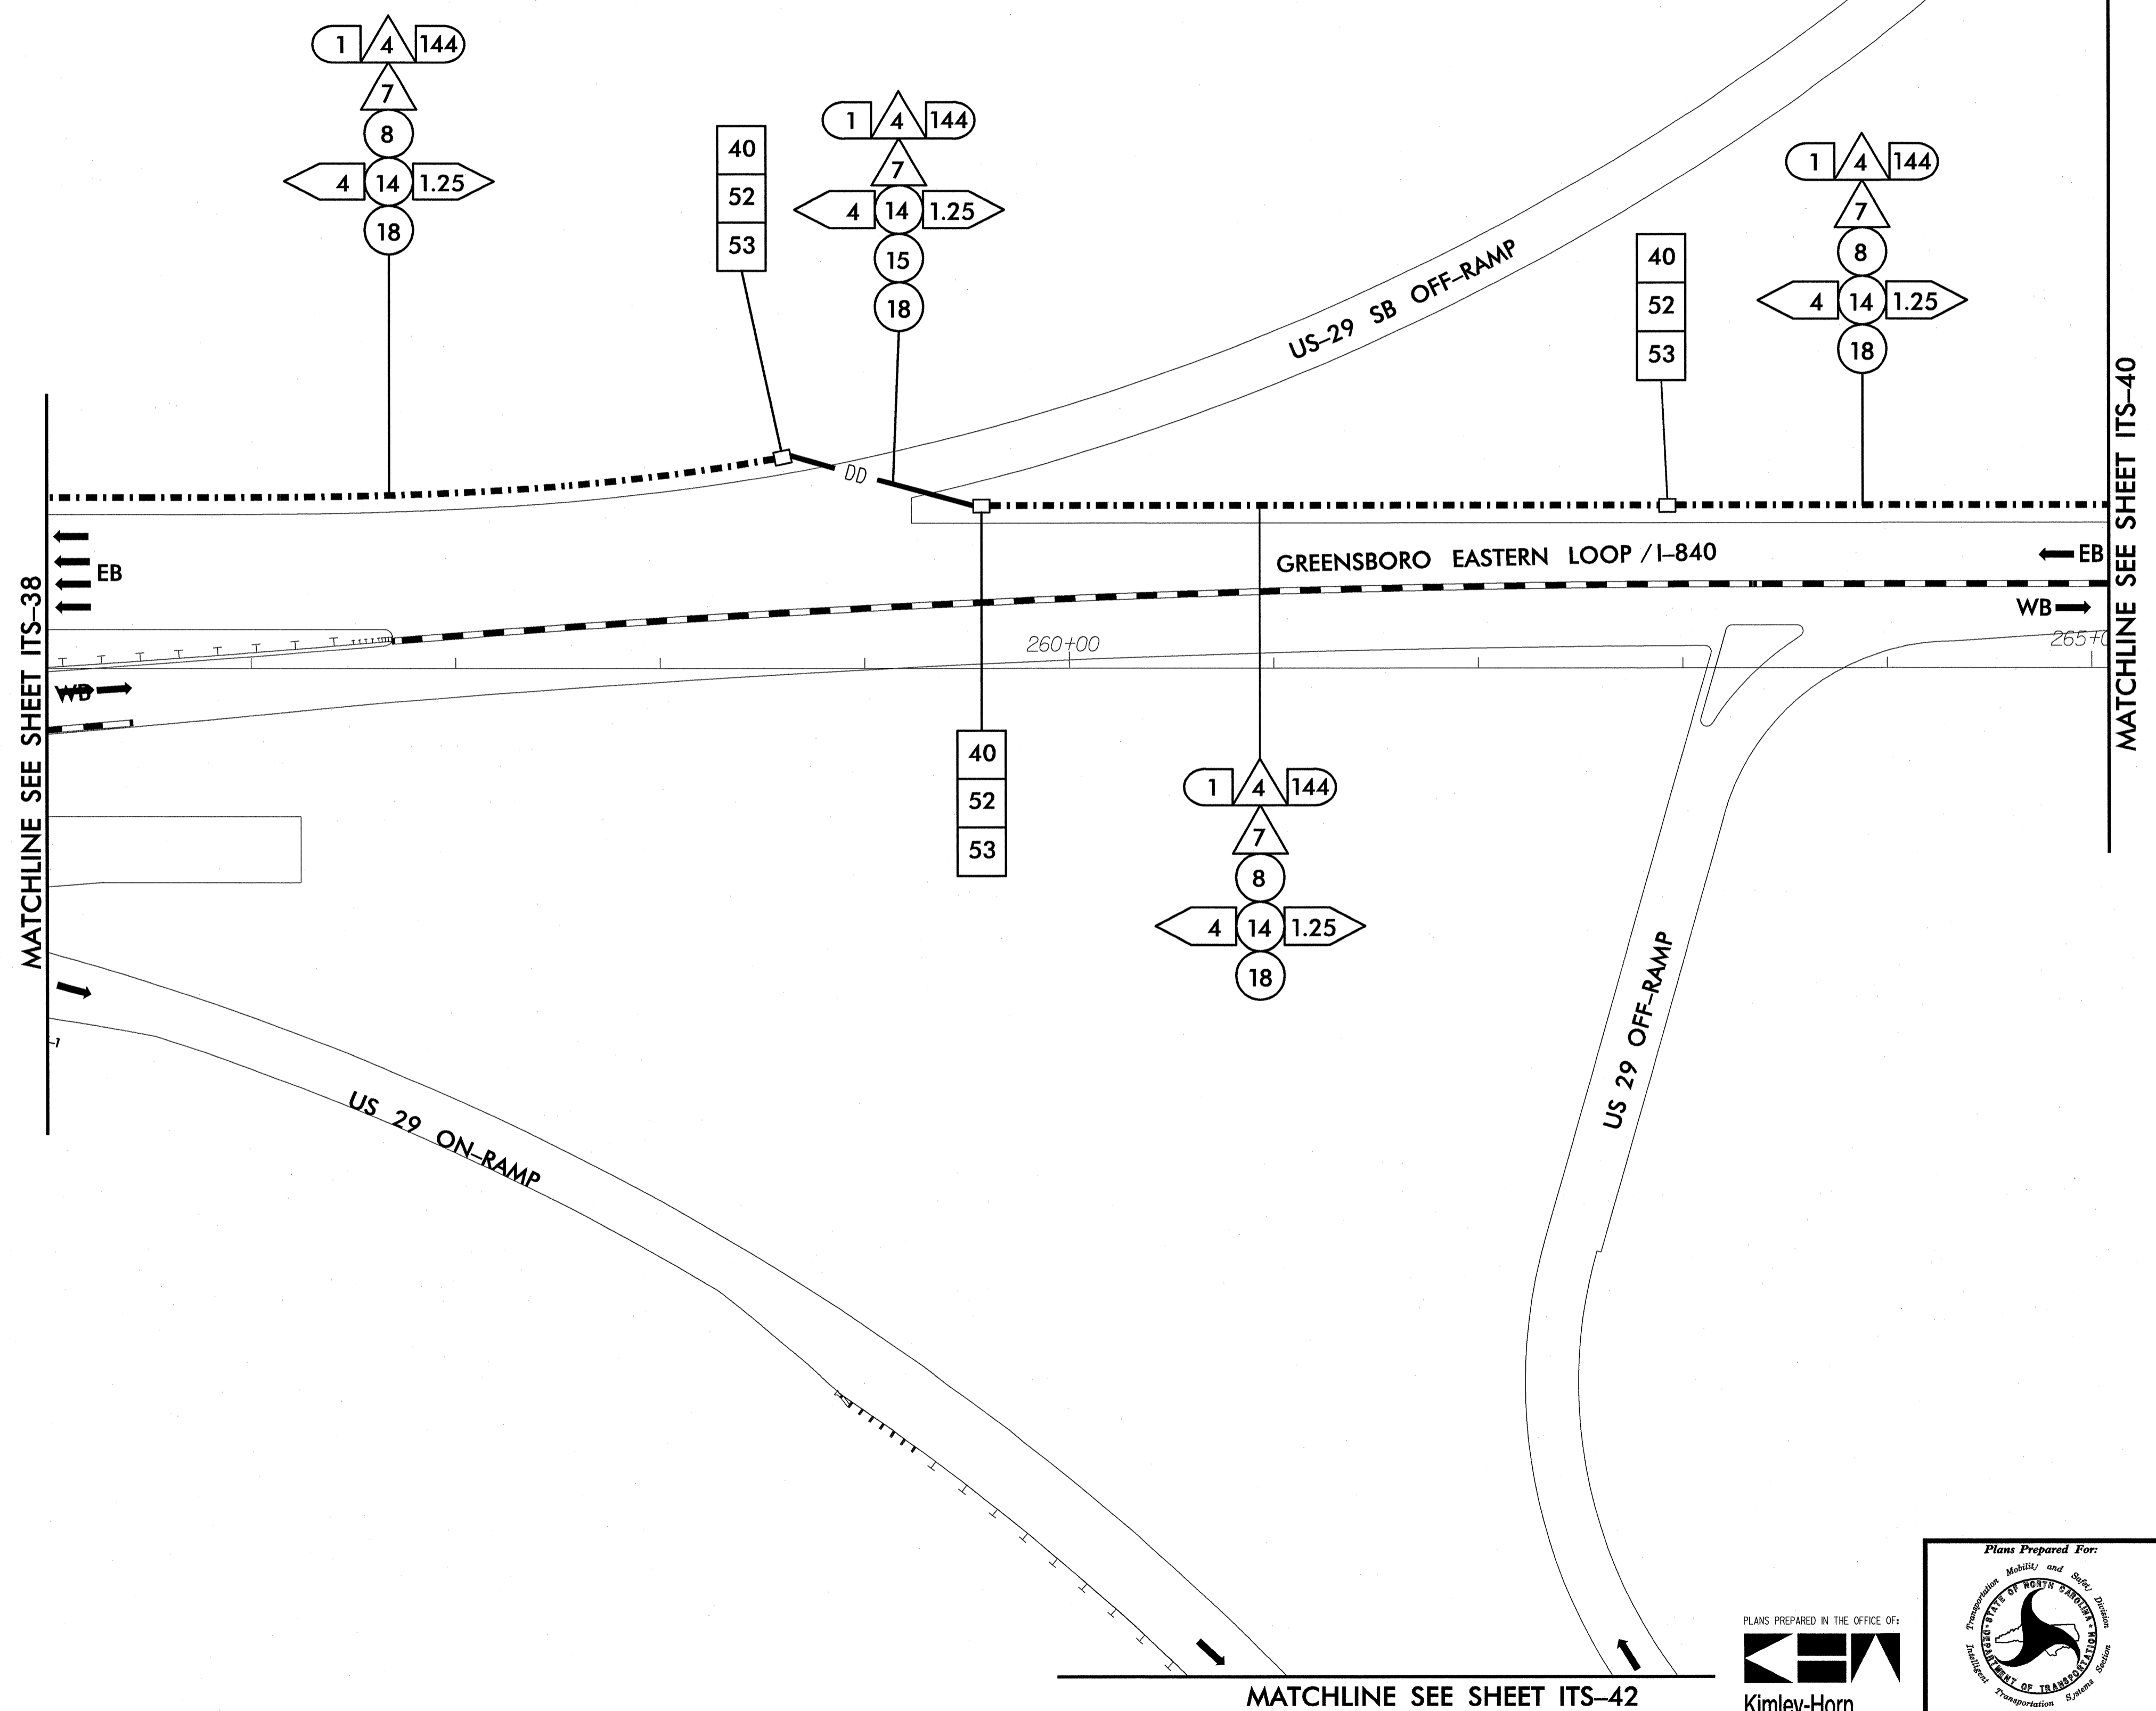 1 4 144
7
8
4 14 1.25
18
40
52
53
1 4 144
7
4 14 1.25
15
18
1 4 144
7
8
4 14 1.25
18
40
52
53
US–29 SB OFF–RAMP
DD
MATCHLINE SEE SHEET ITS–38
MATCHLINE SEE SHEET ITS–40
EB
GREENSBORO EASTERN LOOP / I–840
EB
WB
260+00
265+0
WB
40
52
53
1 4 144
7
8
4 14 1.25
18
US 29 ON–RAMP
US 29 OFF–RAMP
MATCHLINE SEE SHEET ITS–42
PLANS PREPARED IN THE OFFICE OF:
Kimley-Horn
Plans Prepared For:
Transportation Mobility and Safety Division
Intelligent Transportation Systems Section
STATE OF NORTH CAROLINA
DEPARTMENT OF TRANSPORTATION